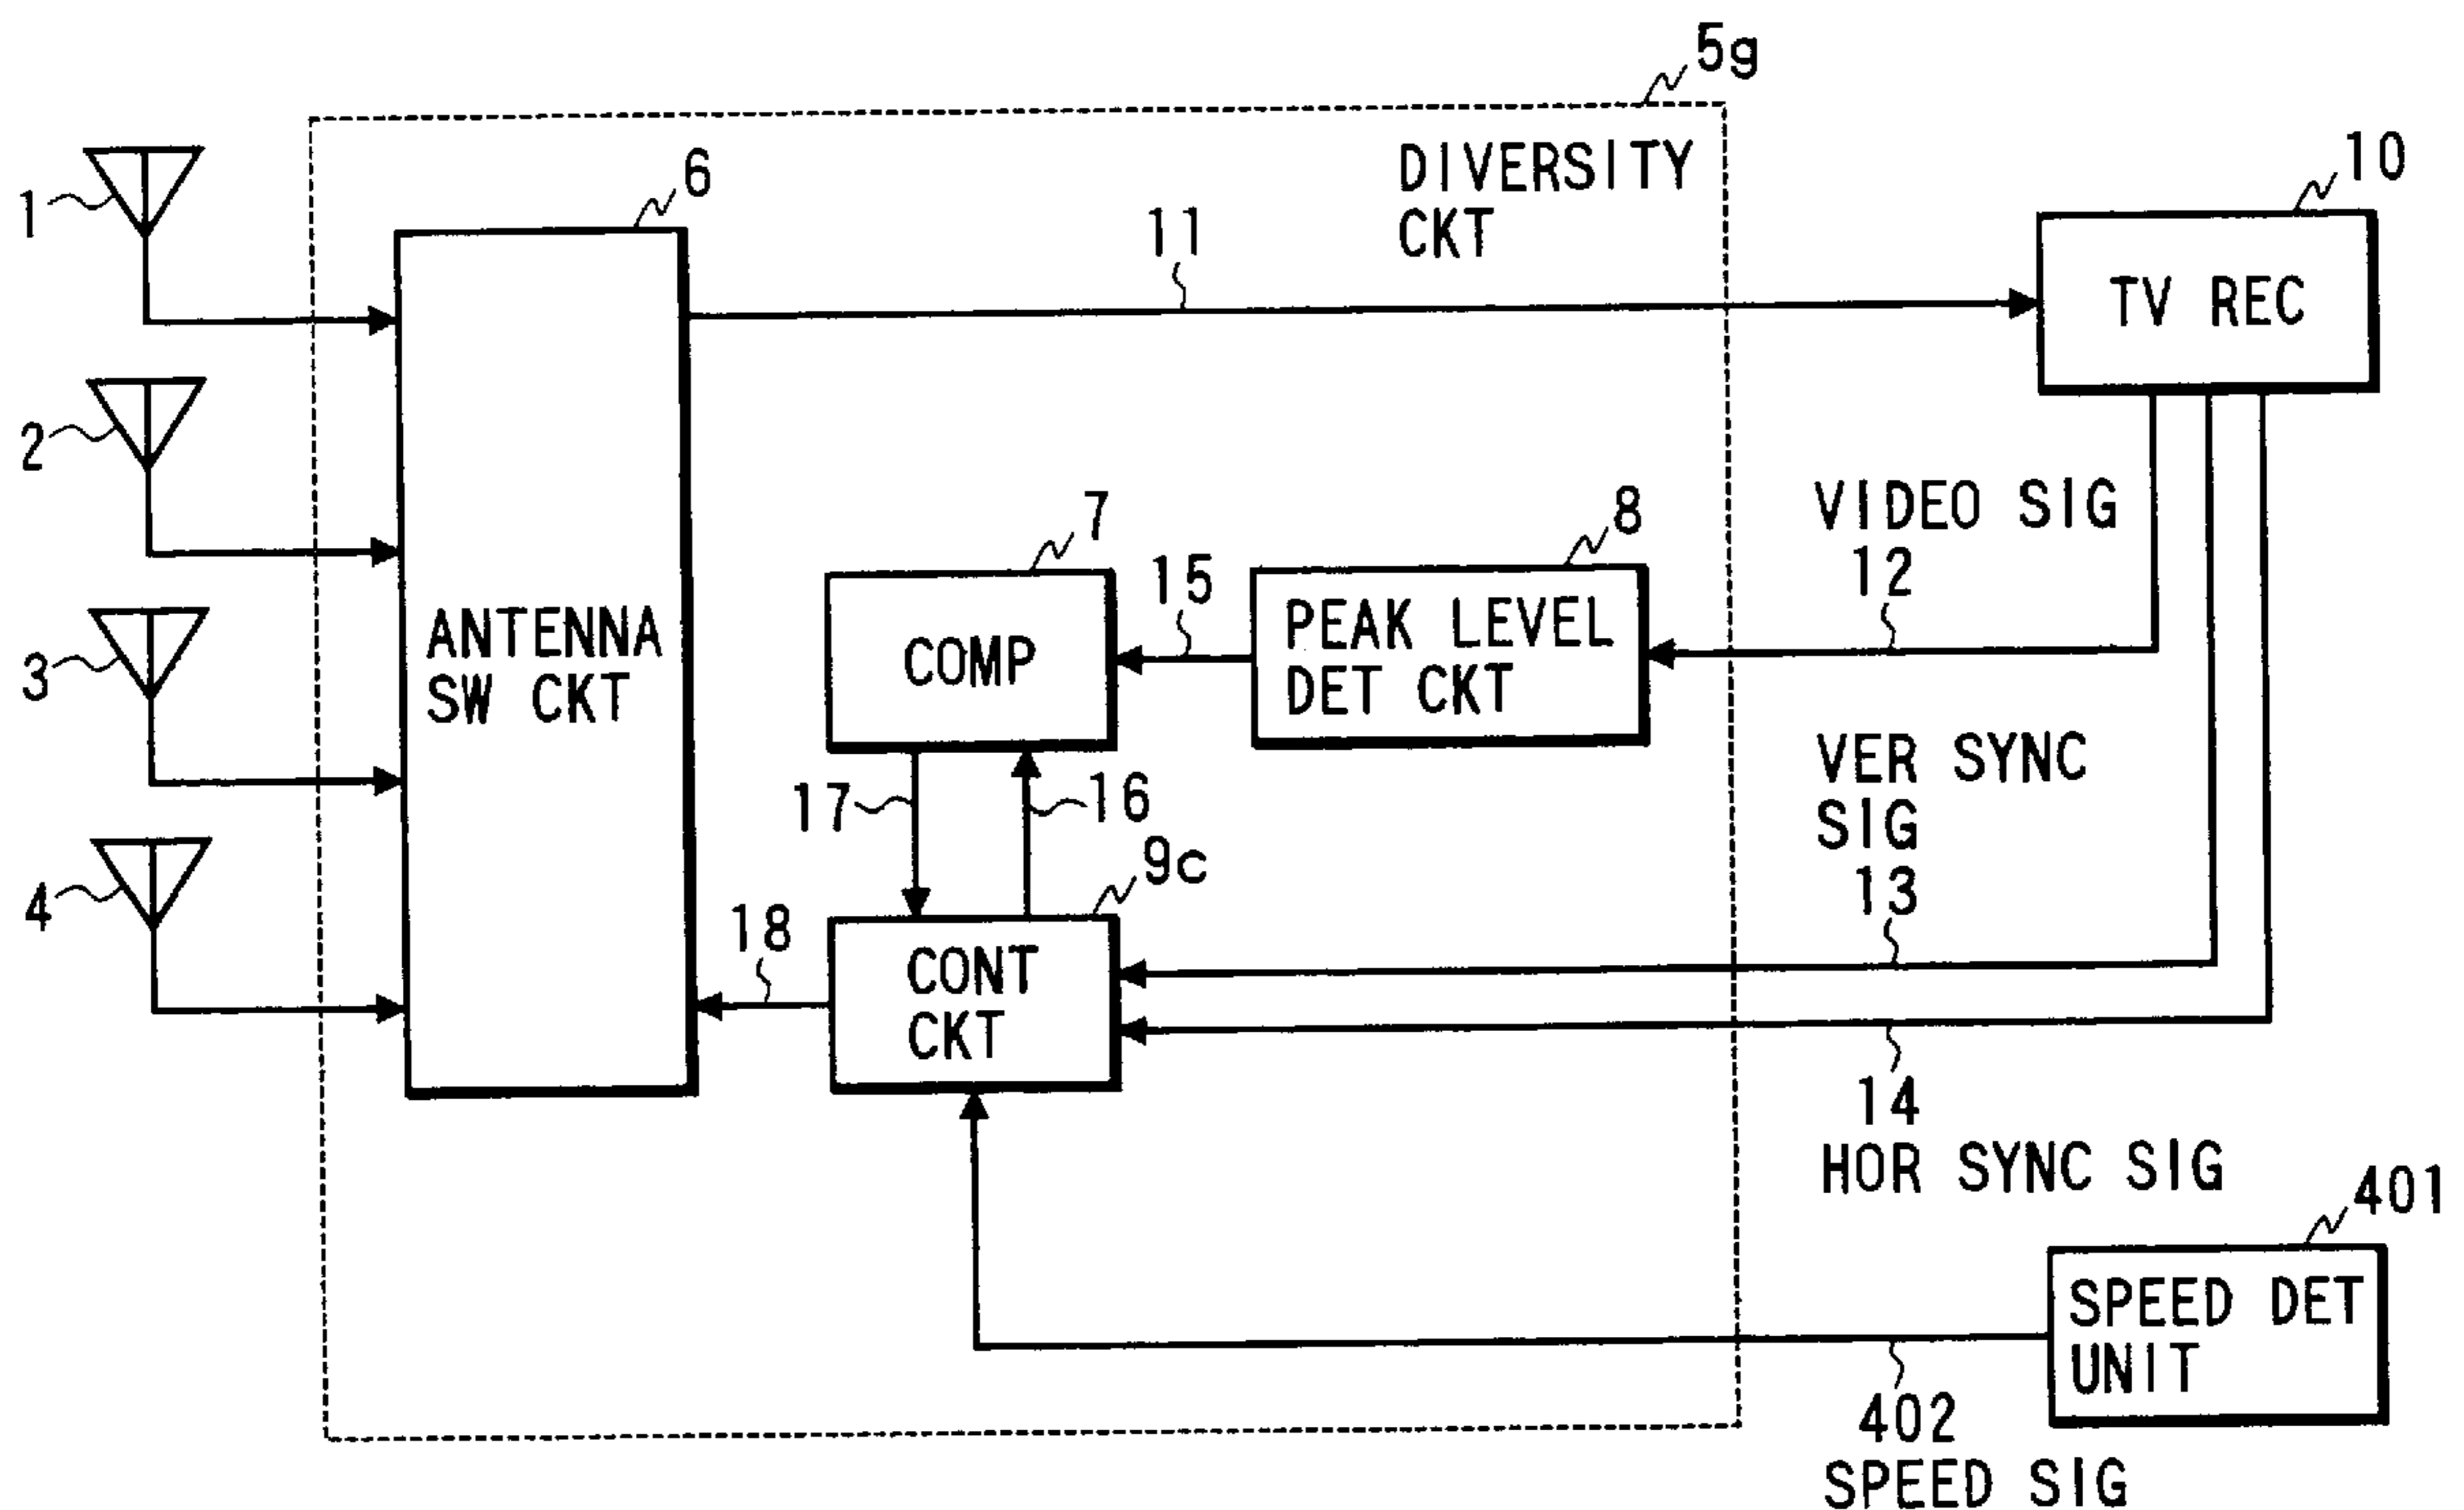 5g
DIVERSITY
CKT
1
6
10
11
TV REC
2
7
8
VIDEO SIG
12
15
ANTENNA
SW CKT
COMP
PEAK LEVEL
DET CKT
3
VER SYNC
SIG
13
17
16
9c
4
18
CONT
CKT
14
HOR SYNC SIG
401
SPEED DET
UNIT
402
SPEED SIG